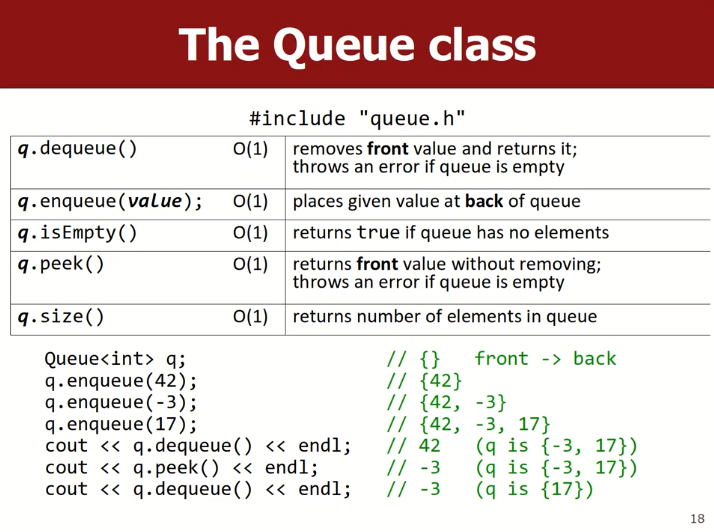 The Queue class
#include "queue.h"
q.dequeue() O(1) removes front value and returns it;
throws an error if queue is empty
q.enqueue(value); O(1) places given value at back of queue
q.isEmpty() O(1) returns true if queue has no elements
q.peek() O(1) returns front value without removing;
throws an error if queue is empty
q.size() O(1) returns number of elements in queue
Queue<int> q; // {} front -> back
q.enqueue(42); // {42}
q.enqueue(-3); // {42, -3}
q.enqueue(17); // {42, -3, 17}
cout << q.dequeue() << endl; // 42 (q is {-3, 17})
cout << q.peek() << endl; // -3 (q is {-3, 17})
cout << q.dequeue() << endl; // -3 (q is {17})
18